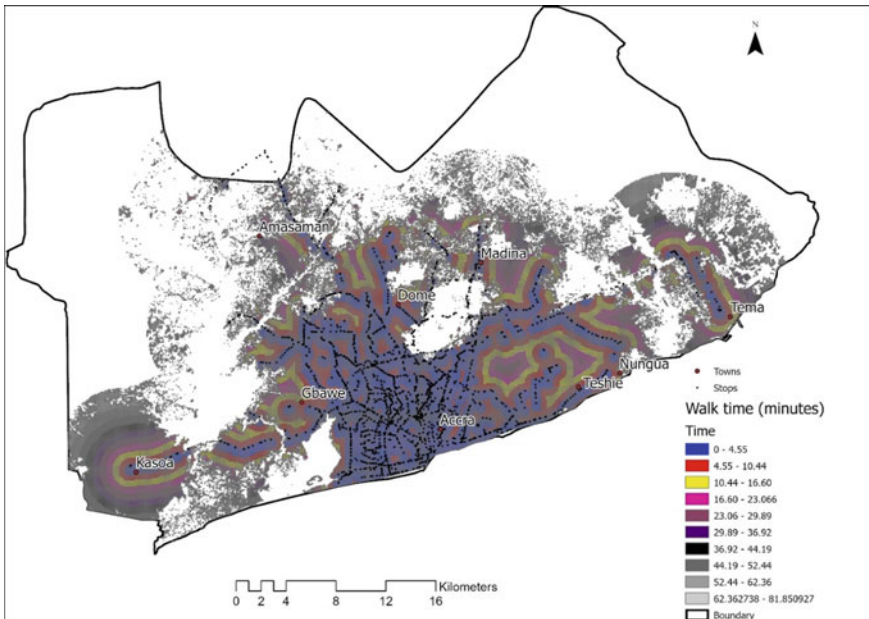 N
Amasaman
Madina
Dome
Tema
Nungua
Teshie
Gbawe
Accra
Kasoa
Towns
Stops
Walk time (minutes)
Time
0 - 4.55
4.55 - 10.44
10.44 - 16.60
16.60 - 23.066
23.06 - 29.89
29.89 - 36.92
36.92 - 44.19
44.19 - 52.44
52.44 - 62.36
62.362738 - 81.850927
Boundary
Kilometers
0 2 4 8 12 16